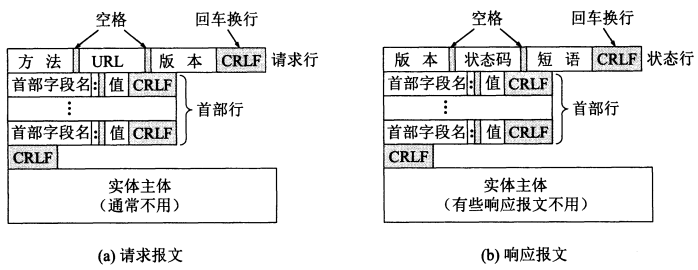 空格 回车换行
方 法 URL 版 本 CRLF 请求行
首部字段名: 值 CRLF
⋮ 首部行
首部字段名: 值 CRLF
CRLF
实体主体
(通常不用)
(a) 请求报文
空格 回车换行
版 本 状态码 短 语 CRLF 状态行
首部字段名: 值 CRLF
⋮ 首部行
首部字段名: 值 CRLF
CRLF
实体主体
(有些响应报文不用)
(b) 响应报文